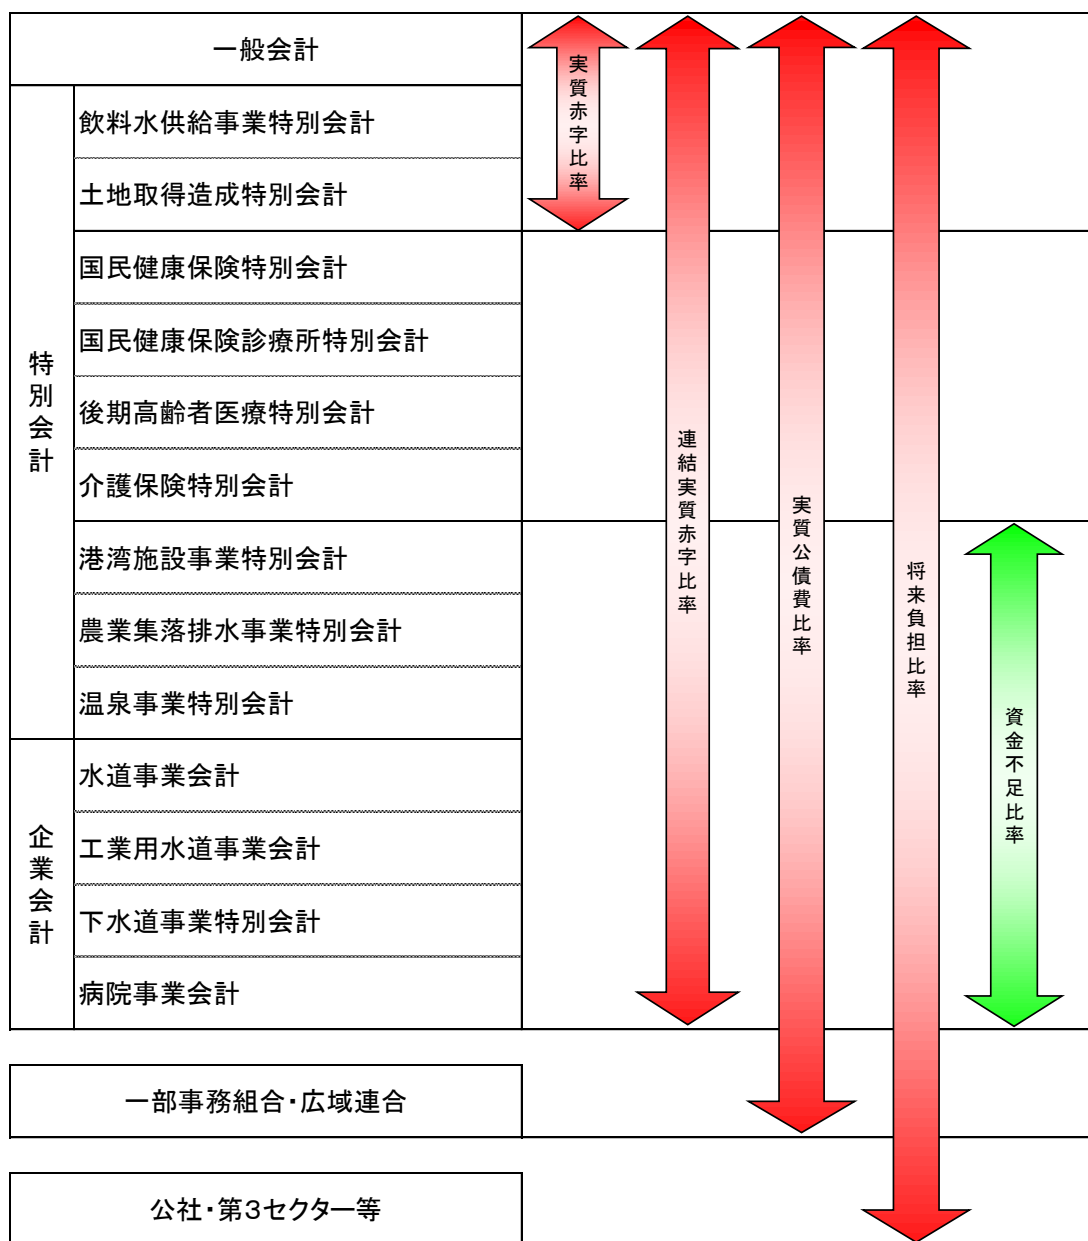 一般会計
特別会計
飲料水供給事業特別会計
土地取得造成特別会計
国民健康保険特別会計
国民健康保険診療所特別会計
後期高齢者医療特別会計
介護保険特別会計
港湾施設事業特別会計
農業集落排水事業特別会計
温泉事業特別会計
企業会計
水道事業会計
工業用水道事業会計
下水道事業特別会計
病院事業会計
一部事務組合・広域連合
公社・第3セクター等
実質赤字比率
連結実質赤字比率
実質公債費比率
将来負担比率
資金不足比率